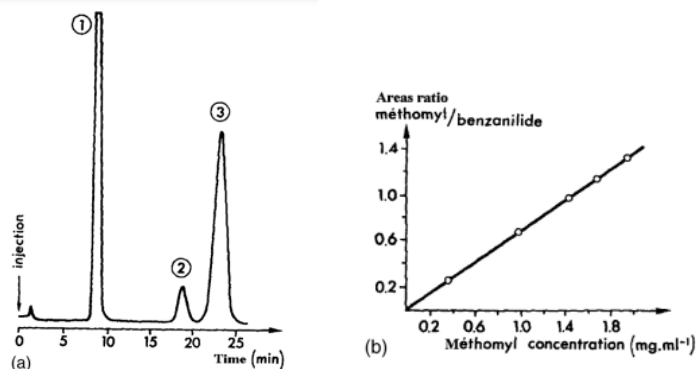 ①
③
②
injection
0 5 10 15 20 25
Time (min)
(a)
Areas ratio
méthomyl/benzanilide
1.4
1.0
0.6
0.2
0.2 0.6 1.0 1.4 1.8
(b)
Méthomyl concentration (mg.ml⁻¹)